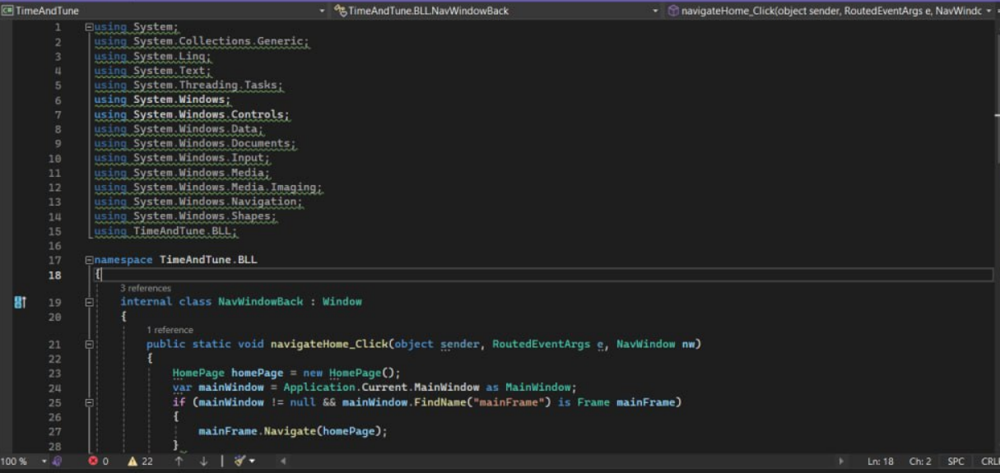 TimeAndTune TimeAndTune.BLL.NavWindowBack navigateHome_Click(object sender, RoutedEventArgs e, NavWindc
1 using System;
2 using System.Collections.Generic;
3 using System.Linq;
4 using System.Text;
5 using System.Threading.Tasks;
6 using System.Windows;
7 using System.Windows.Controls;
8 using System.Windows.Data;
9 using System.Windows.Documents;
10 using System.Windows.Input;
11 using System.Windows.Media;
12 using System.Windows.Media.Imaging;
13 using System.Windows.Navigation;
14 using System.Windows.Shapes;
15 using TimeAndTune.BLL;
16
17 namespace TimeAndTune.BLL
18 {
3 references
19 internal class NavWindowBack : Window
20 {
1 reference
21 public static void navigateHome_Click(object sender, RoutedEventArgs e, NavWindow nw)
22 {
23 HomePage homePage = new HomePage();
24 var mainWindow = Application.Current.MainWindow as MainWindow;
25 if (mainWindow != null && mainWindow.FindName("mainFrame") is Frame mainFrame)
26 {
27 mainFrame.Navigate(homePage);
28 }
100 % 0 22 Ln: 18 Ch: 2 SPC CRL